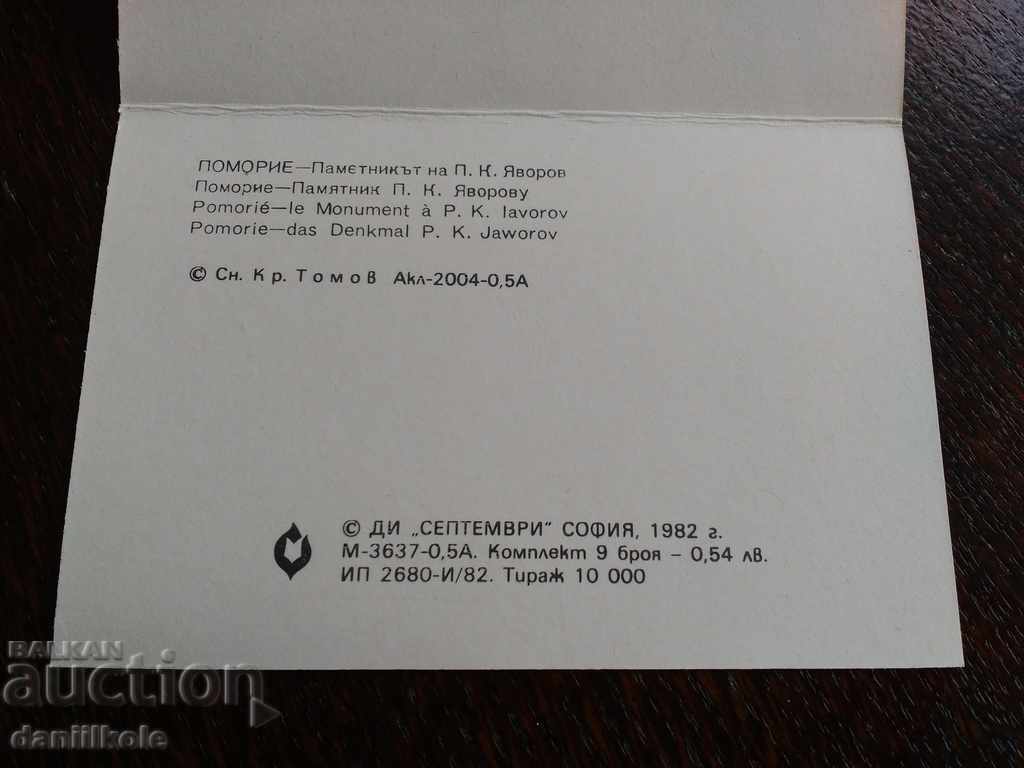 ПОМОРИЕ—Паметникът на П. К. Яворов
Поморие—Памятник П. К. Яворову
Pomorié—le Monument à P. K. Iavorov
Pomorie—das Denkmal P. K. Jaworov
© Сн. Кр. Томов Акл-2004-0,5А
© ДИ „СЕПТЕМВРИ" СОФИЯ, 1982 г.
М-3637-0,5А. Комплект 9 броя – 0,54 лв.
ИП 2680-И/82. Тираж 10 000
BALKAN
auction
daniilkole